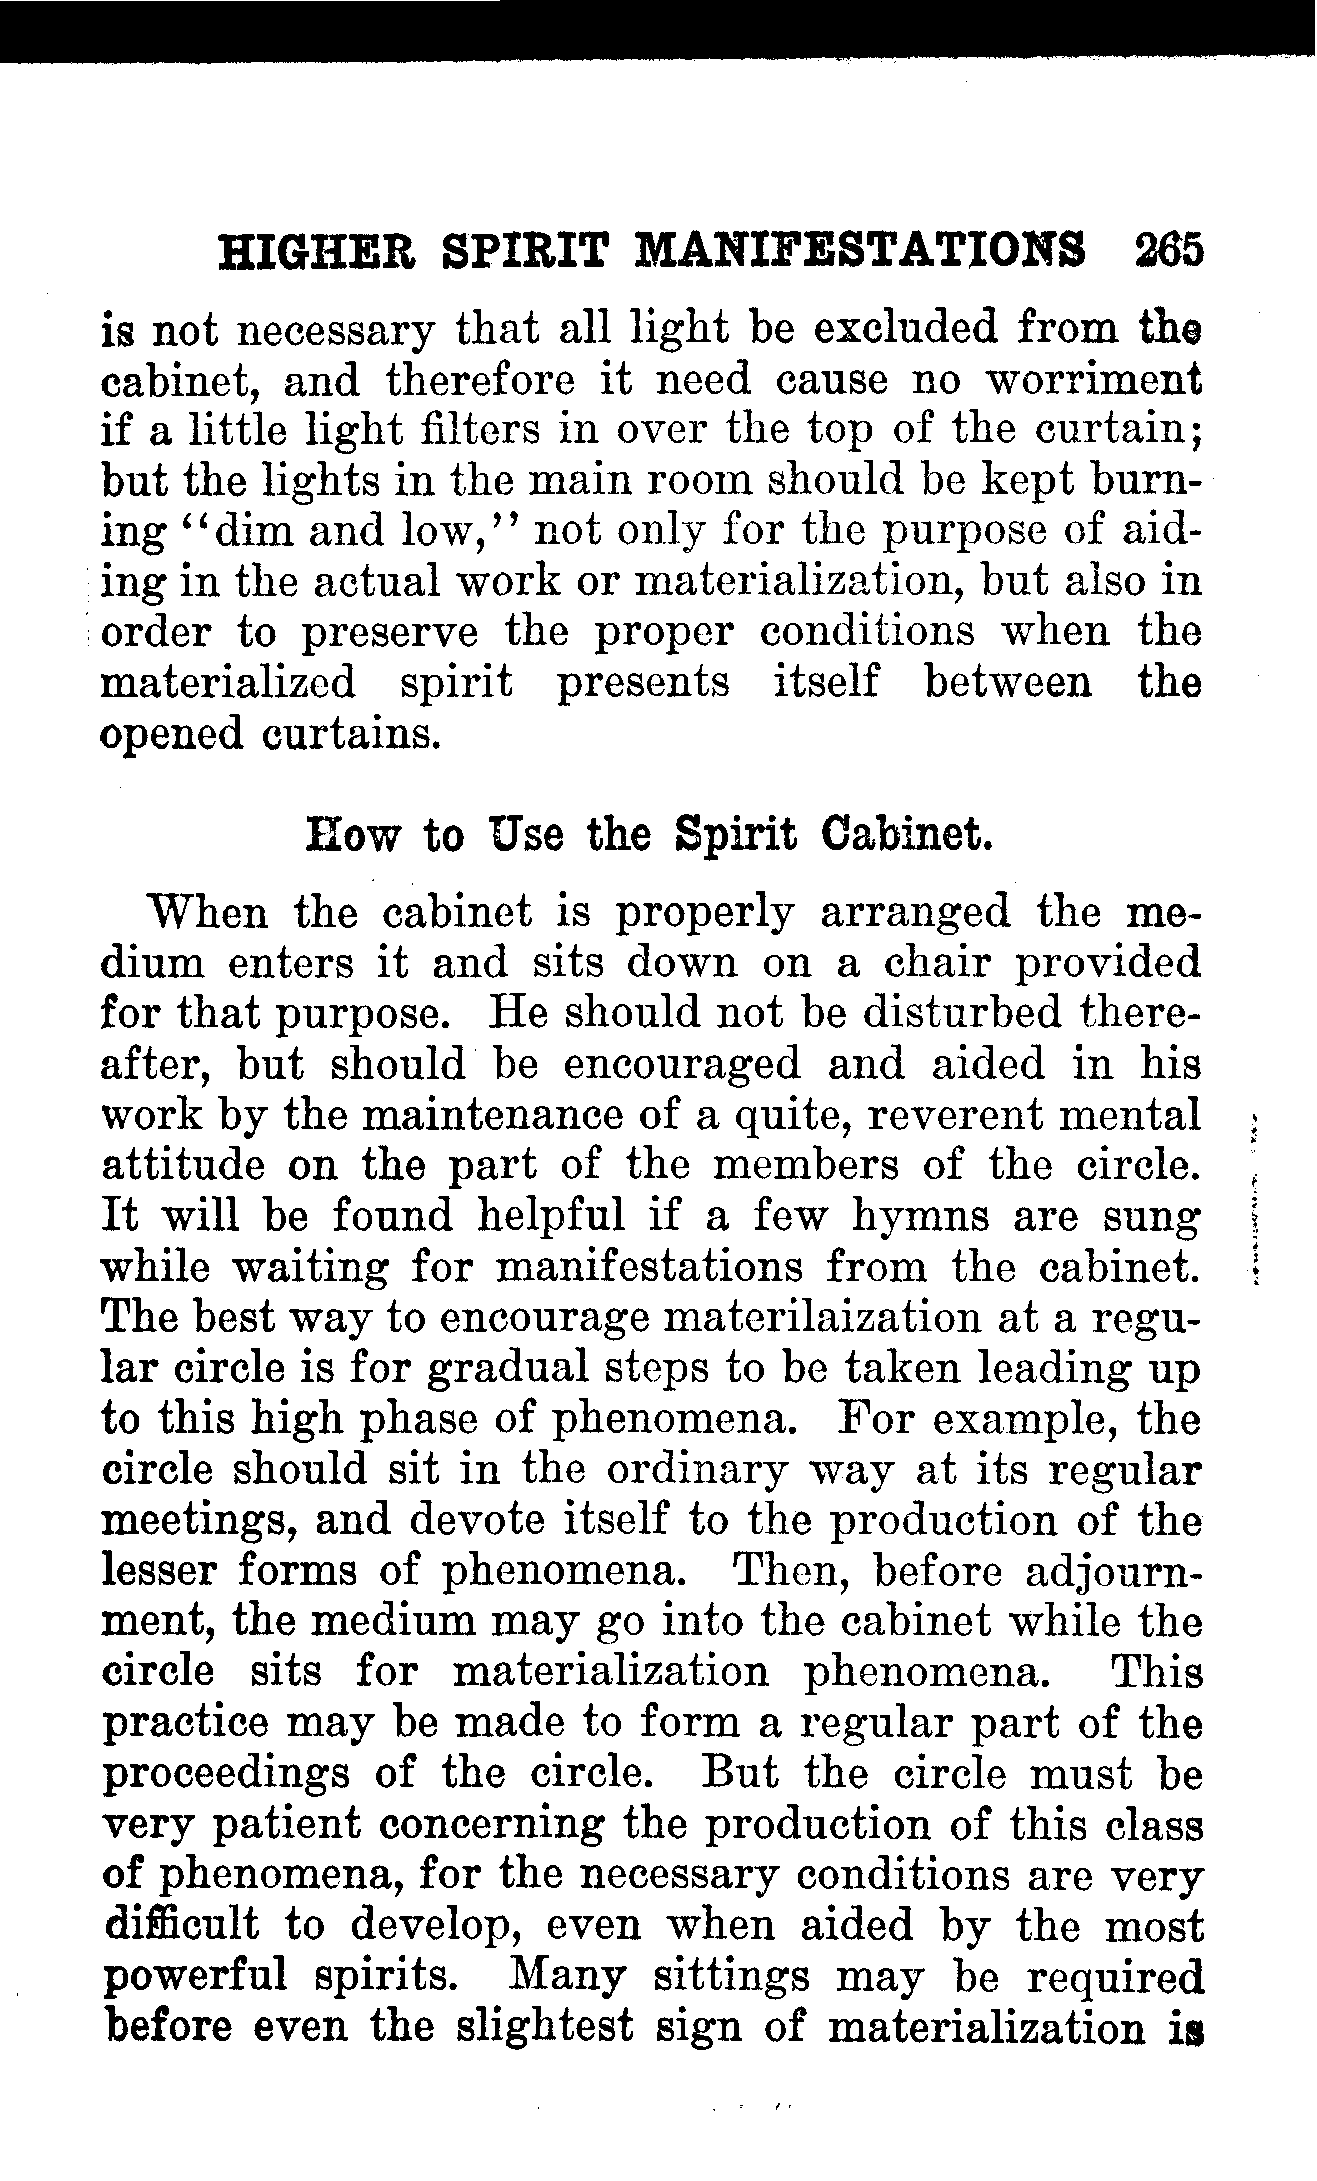 HIGHER SPIRIT MANIFESTATIONS 265
is not necessary that all light be excluded from the
cabinet, and therefore it need cause no worriment
if a little light filters in over the top of the curtain;
but the lights in the main room should be kept burn-
ing “dim and low,” not only for the purpose of aid-
ing in the actual work or materialization, but also in
order to preserve the proper conditions when the
materialized spirit presents itself between the
opened curtains.
How to Use the Spirit Cabinet.
When the cabinet is properly arranged the me-
dium enters it and sits down on a chair provided
for that purpose. He should not be disturbed there-
after, but should be encouraged and aided in his
work by the maintenance of a quite, reverent mental
attitude on the part of the members of the circle.
It will be found helpful if a few hymns are sung
while waiting for manifestations from the cabinet.
The best way to encourage materilaization at a regu-
lar circle is for gradual steps to be taken leading up
to this high phase of phenomena. For example, the
circle should sit in the ordinary way at its regular
meetings, and devote itself to the production of the
lesser forms of phenomena. Then, before adjourn-
ment, the medium may go into the cabinet while the
circle sits for materialization phenomena. This
practice may be made to form a regular part of the
proceedings of the circle. But the circle must be
very patient concerning the production of this class
of phenomena, for the necessary conditions are very
difficult to develop, even when aided by the most
powerful spirits. Many sittings may be required
before even the slightest sign of materialization is